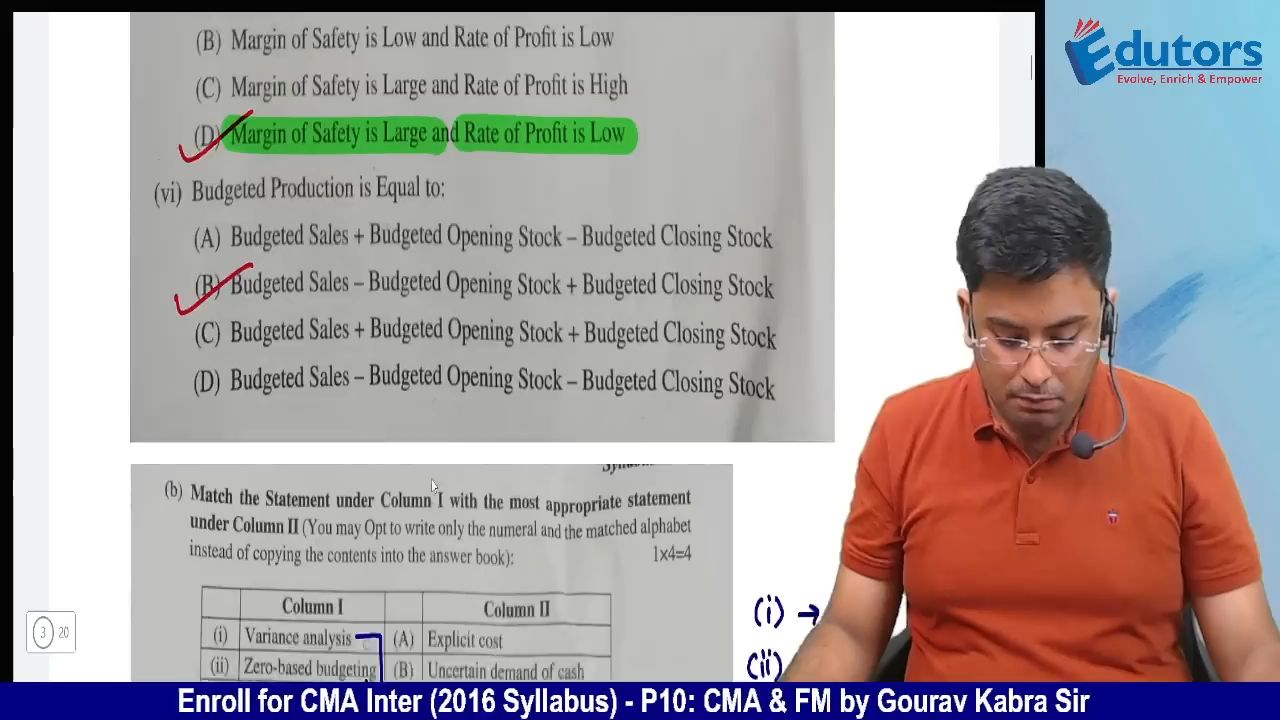 (B) Margin of Safety is Low and Rate of Profit is Low
(C) Margin of Safety is Large and Rate of Profit is High
(D) Margin of Safety is Large and Rate of Profit is Low
(vi) Budgeted Production is Equal to:
(A) Budgeted Sales + Budgeted Opening Stock – Budgeted Closing Stock
(B) Budgeted Sales – Budgeted Opening Stock + Budgeted Closing Stock
(C) Budgeted Sales + Budgeted Opening Stock + Budgeted Closing Stock
(D) Budgeted Sales – Budgeted Opening Stock – Budgeted Closing Stock
(b) Match the Statement under Column I with the most appropriate statement
under Column II (You may Opt to write only the numeral and the matched alphabet
instead of copying the contents into the answer book): 1x4=4
Column I Column II
(i) Variance analysis (A) Explicit cost
(ii) Zero-based budgeting (B) Uncertain demand of cash
(i) →
(ii)
3 20
Edutors
Evolve, Enrich & Empower
Enroll for CMA Inter (2016 Syllabus) - P10: CMA & FM by Gourav Kabra Sir